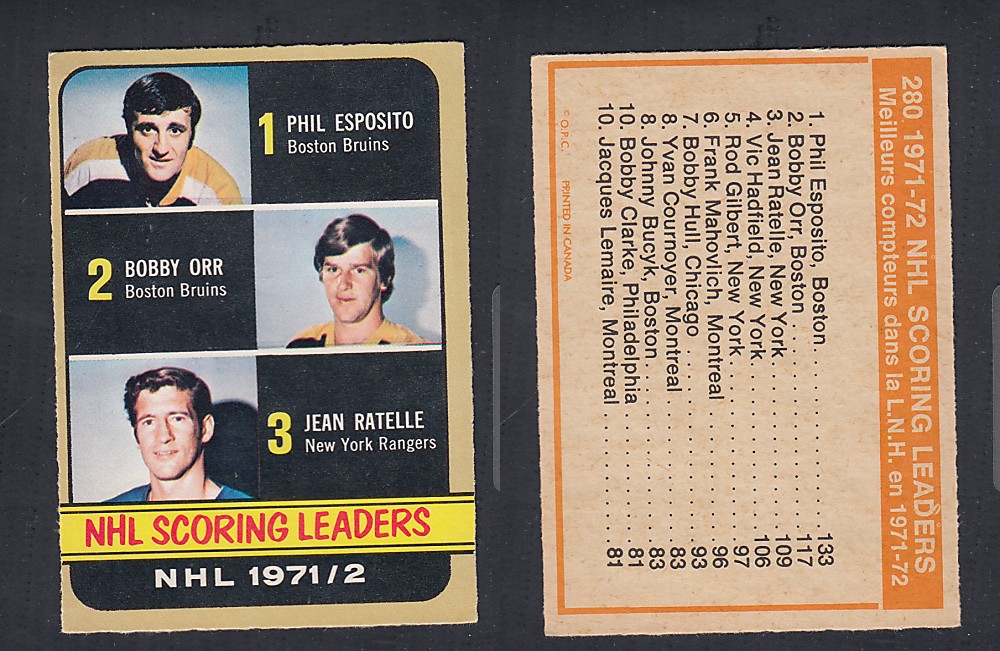 1 PHIL ESPOSITO
Boston Bruins
2 BOBBY ORR
Boston Bruins
3 JEAN RATELLE
New York Rangers
NHL SCORING LEADERS
NHL 1971/2
280 1971-72 NHL SCORING LEADERS
Meilleurs compteurs dans la L.N.H. en 1971-72
1. Phil Esposito, Boston . . . . . . . . . . . . . . 133
2. Bobby Orr, Boston . . . . . . . . . . . . . . . . 117
3. Jean Ratelle, New York . . . . . . . . . . . . . 109
4. Vic Hadfield, New York . . . . . . . . . . . . . 106
5. Rod Gilbert, New York . . . . . . . . . . . . . 97
6. Frank Mahovlich, Montreal . . . . . . . . . . . 96
7. Bobby Hull, Chicago . . . . . . . . . . . . . . 93
8. Yvan Cournoyer, Montreal . . . . . . . . . . . 83
8. Johnny Bucyk, Boston . . . . . . . . . . . . . 83
10. Bobby Clarke, Philadelphia . . . . . . . . . . 81
10. Jacques Lemaire, Montreal . . . . . . . . . . 81
© O.P.C. PRINTED IN CANADA